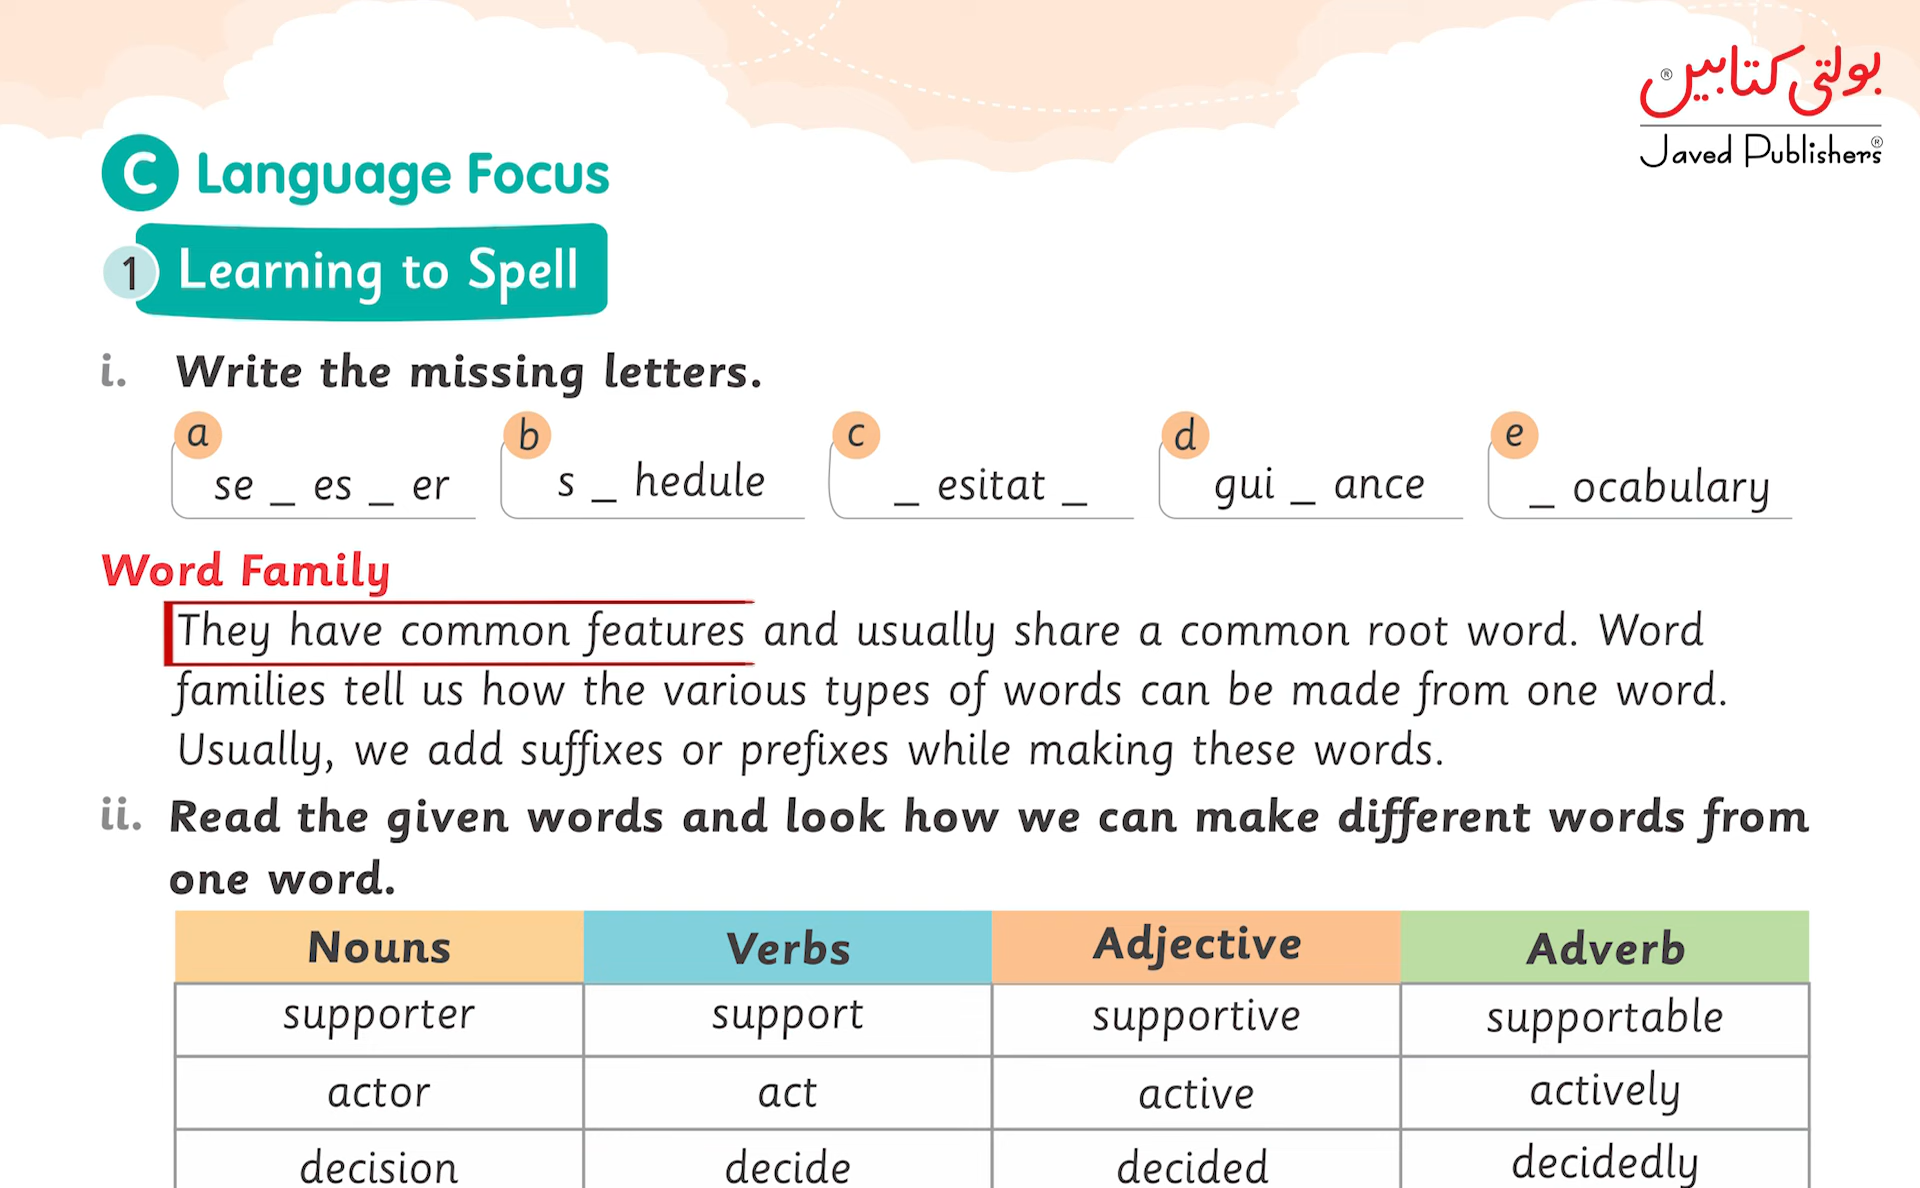 بولتی کتابیں ®
Javed Publishers ®
C Language Focus
1 Learning to Spell
i. Write the missing letters.
a b c d e
se _ es _ er s _ hedule _ esitat _ gui _ ance _ ocabulary
Word Family
They have common features and usually share a common root word. Word
families tell us how the various types of words can be made from one word.
Usually, we add suffixes or prefixes while making these words.
ii. Read the given words and look how we can make different words from
one word.
Nouns Verbs Adjective Adverb
supporter support supportive supportable
actor act active actively
decision decide decided decidedly